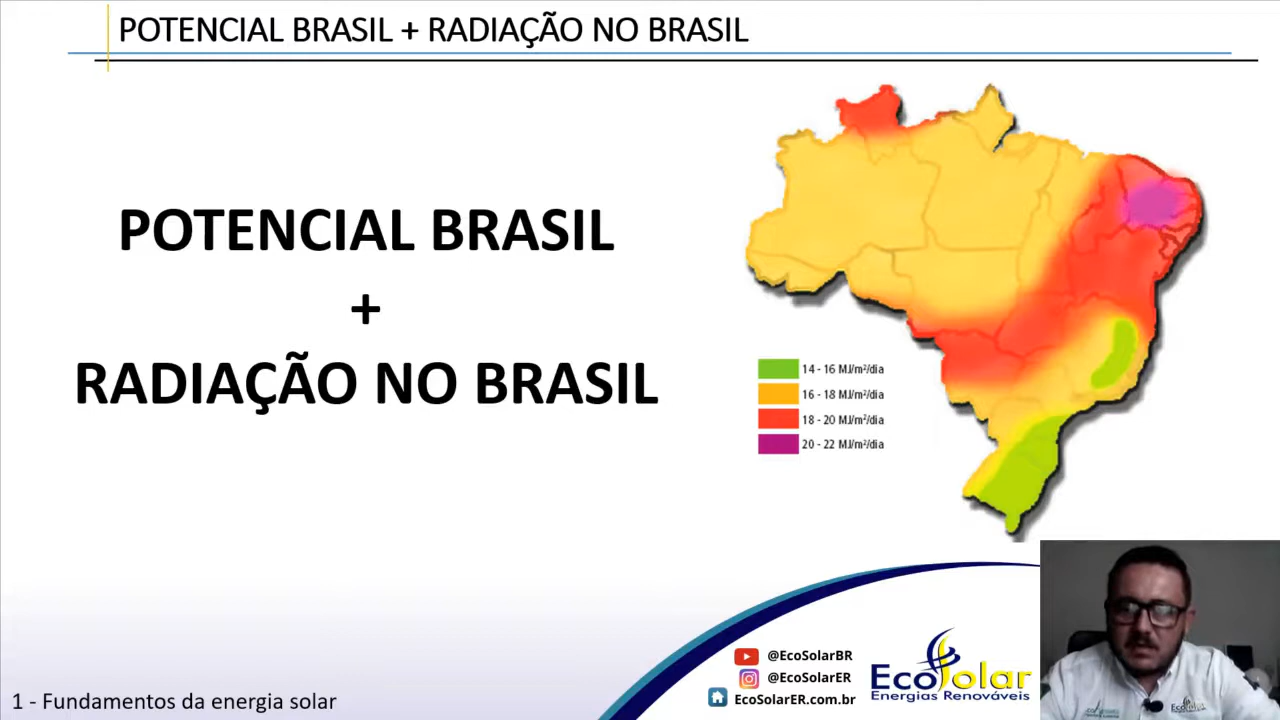 POTENCIAL BRASIL + RADIAÇÃO NO BRASIL
POTENCIAL BRASIL
+
RADIAÇÃO NO BRASIL
14 - 16 MJ/m²/dia
16 - 18 MJ/m²/dia
18 - 20 MJ/m²/dia
20 - 22 MJ/m²/dia
@EcoSolarBR
@EcoSolarER
EcoSolarER.com.br
EcoSolar
Energias Renováveis
1 - Fundamentos da energia solar